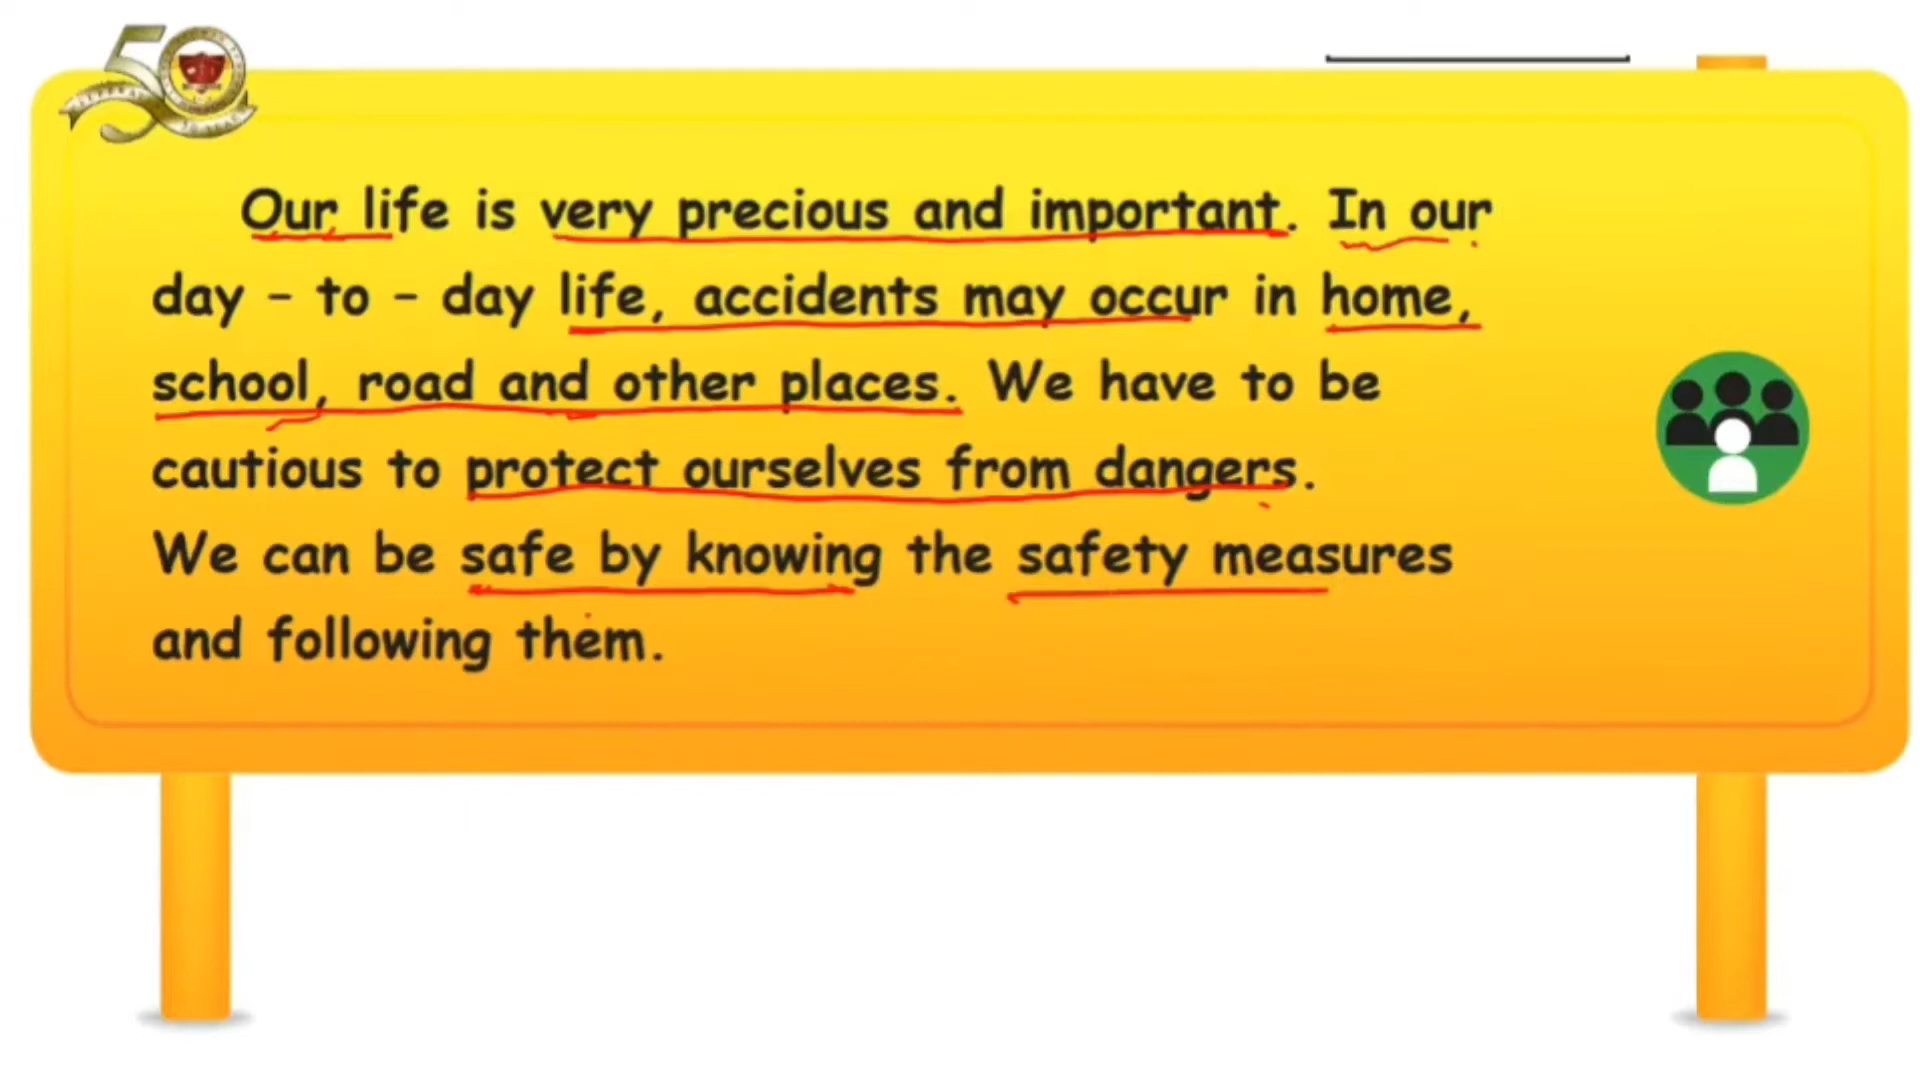 50
Our life is very precious and important. In our
day - to - day life, accidents may occur in home,
school, road and other places. We have to be
cautious to protect ourselves from dangers.
We can be safe by knowing the safety measures
and following them.